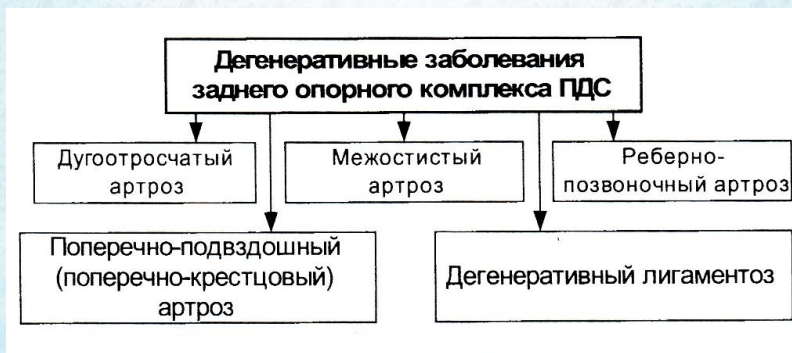 Дегенеративные заболевания
заднего опорного комплекса ПДС
Дугоотросчатый
артроз
Межостистый
артроз
Реберно-
позвоночный артроз
Поперечно-подвздошный
(поперечно-крестцовый)
артроз
Дегенеративный лигаментоз